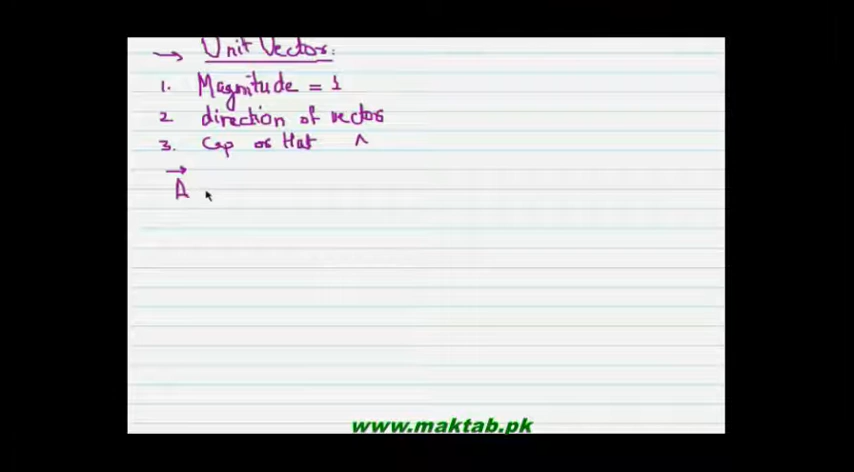 → Unit Vector:
1. Magnitude = 1
2 direction of vector
3. Cap or Hat ^
A⃗
www.maktab.pk